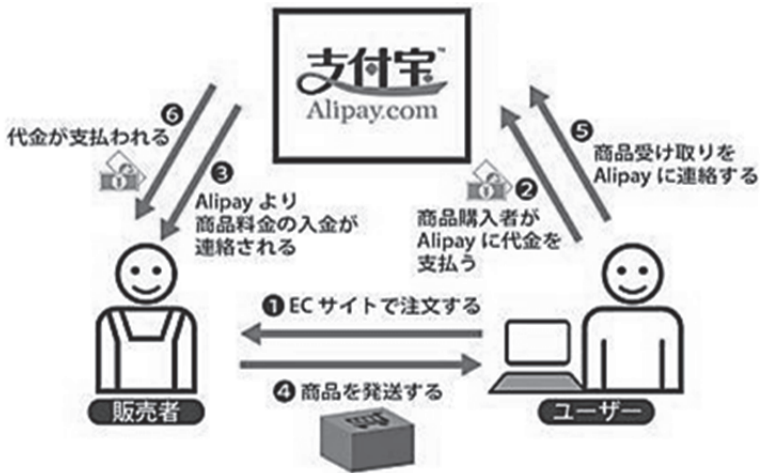 支付宝™
Alipay.com
❻
代金が支払われる
❸
Alipay より
商品料金の入金が
連絡される
❷
商品購入者が
Alipay に代金を
支払う
❺
商品受け取りを
Alipay に連絡する
❶ EC サイトで注文する
❹ 商品を発送する
販売者
ユーザー